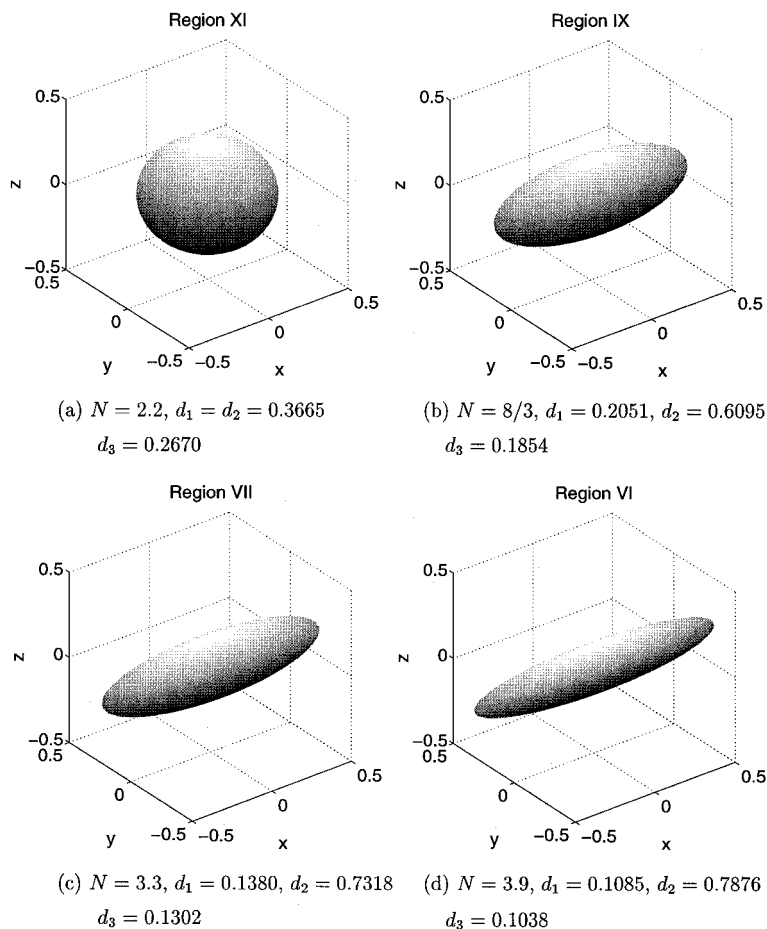 Region XI
0.5
z
0
−0.5
0.5
0
y
−0.5
−0.5
0
x
0.5
(a) N = 2.2, d₁ = d₂ = 0.3665
d₃ = 0.2670
Region IX
0.5
z
0
−0.5
0.5
0
y
−0.5
−0.5
0
x
0.5
(b) N = 8/3, d₁ = 0.2051, d₂ = 0.6095
d₃ = 0.1854
Region VII
0.5
z
0
−0.5
0.5
0
y
−0.5
−0.5
0
x
0.5
(c) N = 3.3, d₁ = 0.1380, d₂ = 0.7318
d₃ = 0.1302
Region VI
0.5
z
0
−0.5
0.5
0
y
−0.5
−0.5
0
x
0.5
(d) N = 3.9, d₁ = 0.1085, d₂ = 0.7876
d₃ = 0.1038